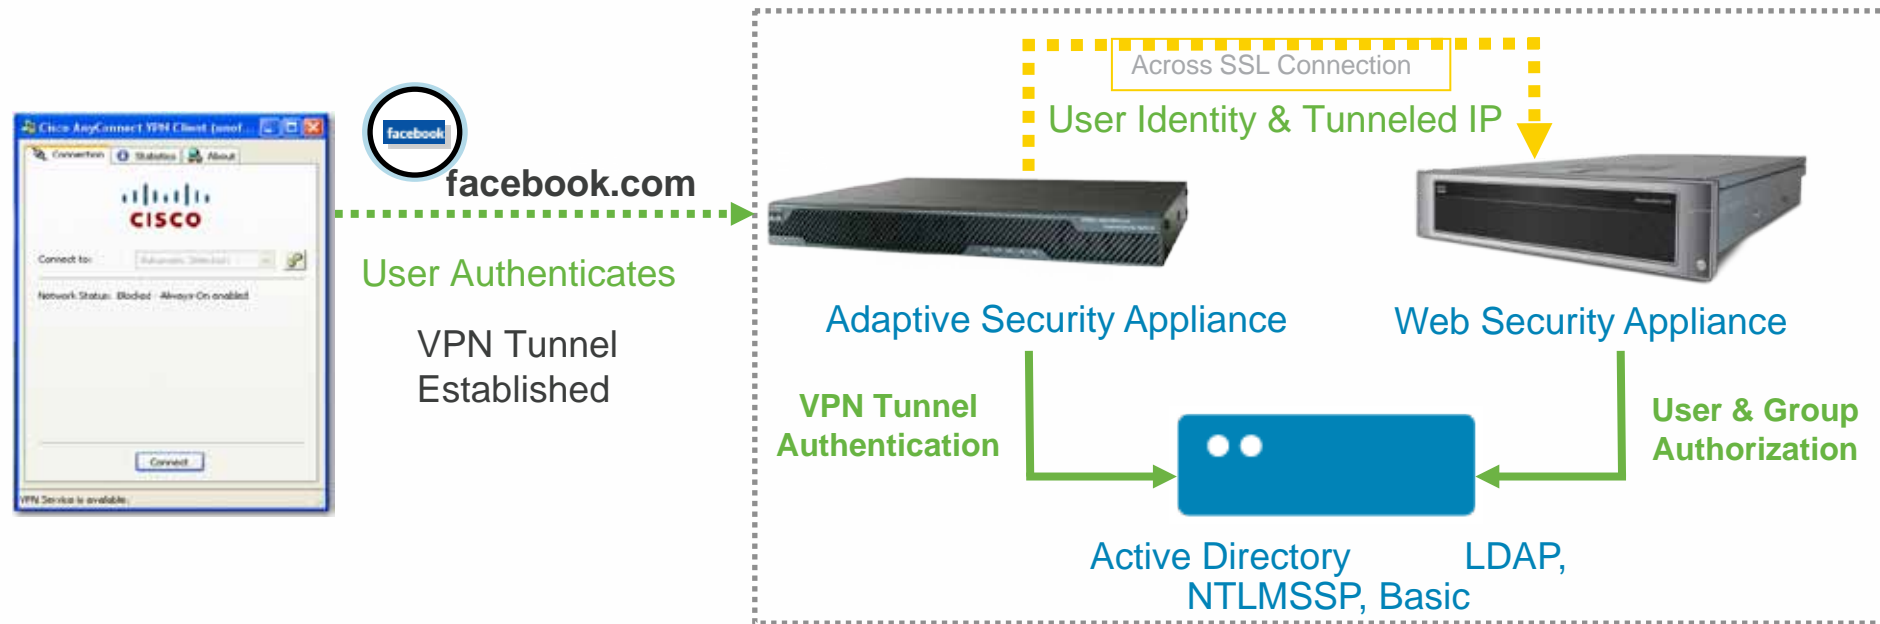 Cisco AnyConnect VPN Client
Connection
Statistics
About
CISCO
Connect to:
Network Status: Blocked - Always-On enabled
Connect
VPN Service is available.
facebook
facebook.com
User Authenticates
VPN Tunnel
Established
Across SSL Connection
User Identity & Tunneled IP
Adaptive Security Appliance
Web Security Appliance
VPN Tunnel
Authentication
User & Group
Authorization
Active Directory LDAP,
NTLMSSP, Basic